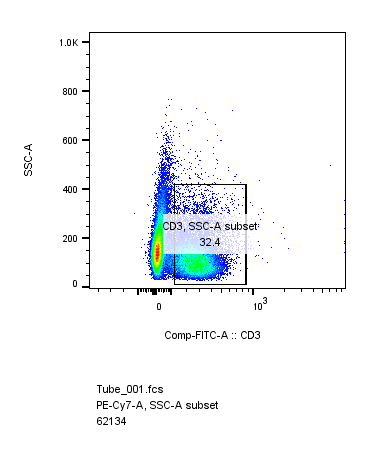 1.0K
800
600
400
200
0
SSC-A
CD3, SSC-A subset
32.4
0
10³
Comp-FITC-A :: CD3
Tube_001.fcs
PE-Cy7-A, SSC-A subset
62134